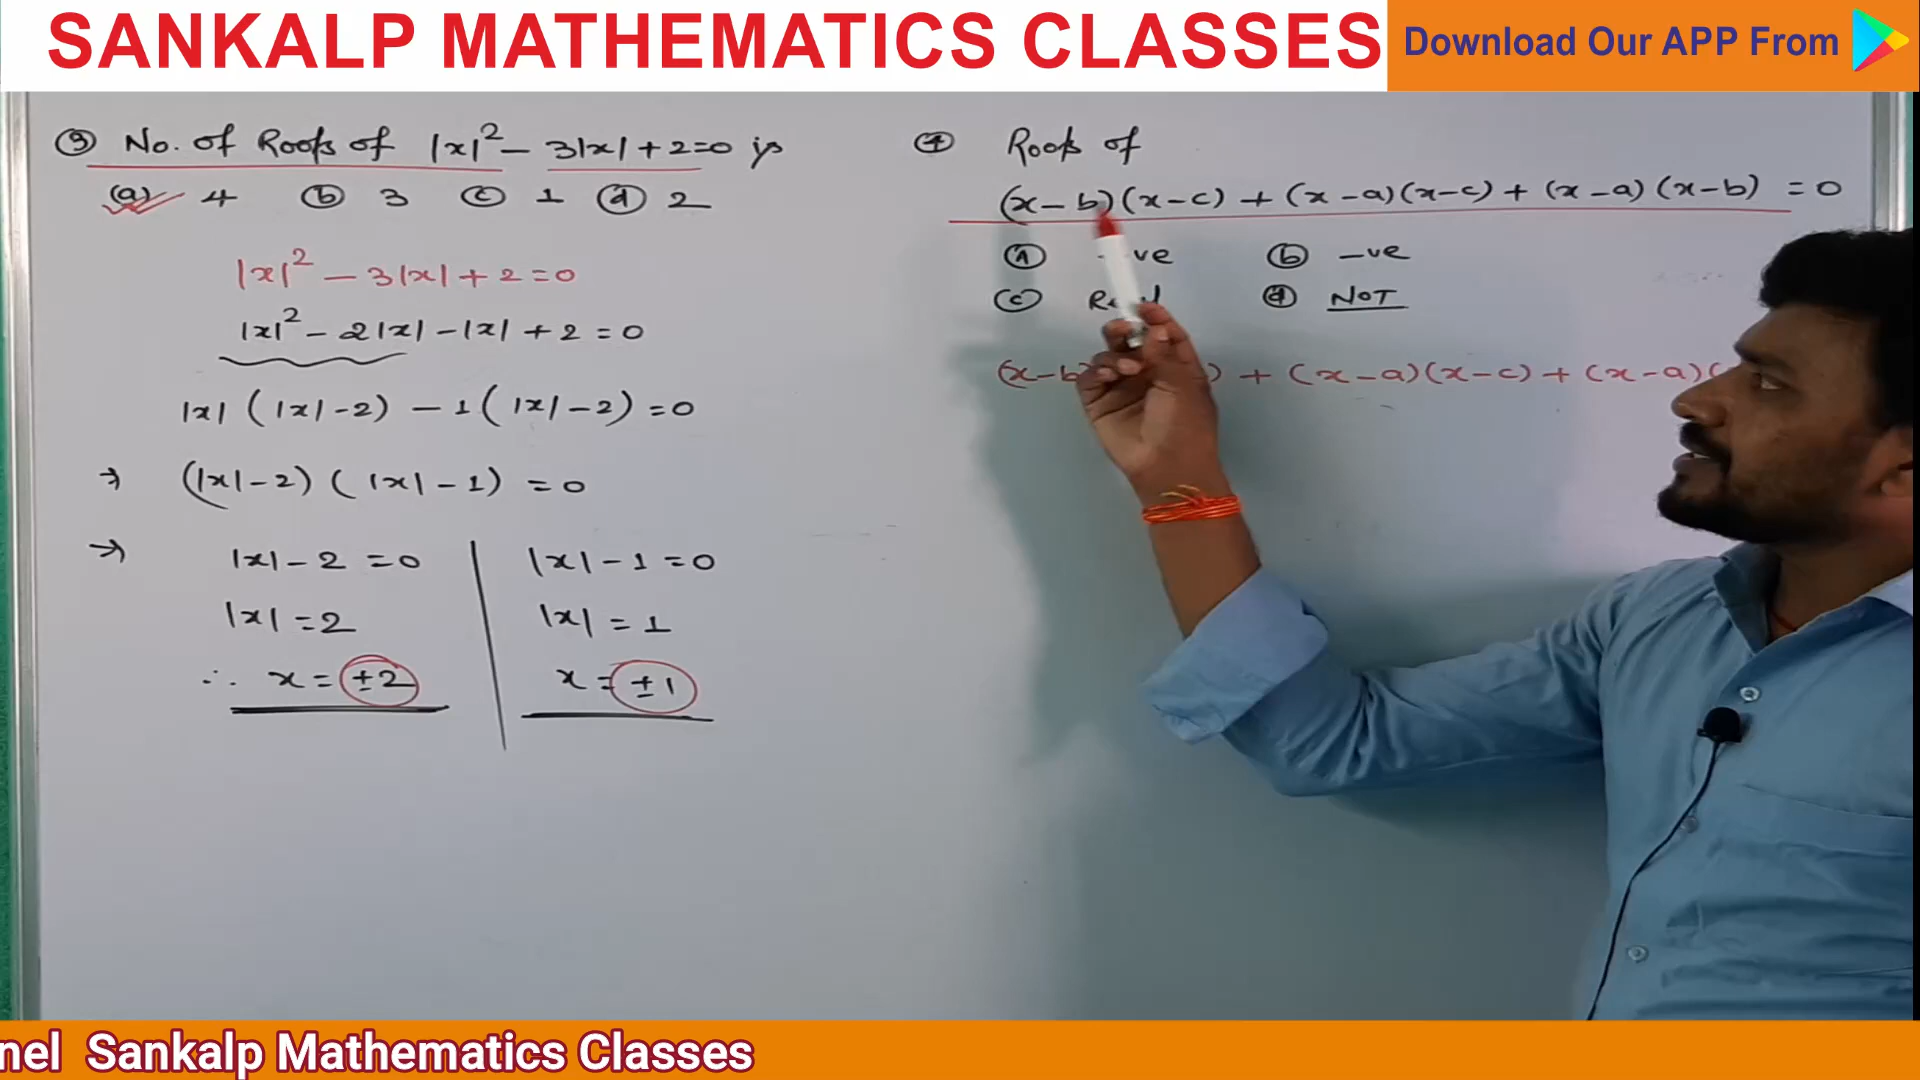 SANKALP MATHEMATICS CLASSES
Download Our APP From
③ No. of Roots of |x|² - 3|x| + 2 = 0 is
(a) 4 (b) 3 (c) 1 (d) 2
|x|² - 3|x| + 2 = 0
|x|² - 2|x| - |x| + 2 = 0
|x| (|x| - 2) - 1 (|x| - 2) = 0
→ (|x| - 2) (|x| - 1) = 0
→ |x| - 2 = 0 |x| - 1 = 0
|x| = 2 |x| = 1
∴ x = ±2 x = ±1
④ Roots of
(x - b)(x - c) + (x - a)(x - c) + (x - a)(x - b) = 0
(a) ve (b) -ve
(c) (d) NOT
(x - b) ) + (x - a)(x - c) + (x - a)(
nel Sankalp Mathematics Classes